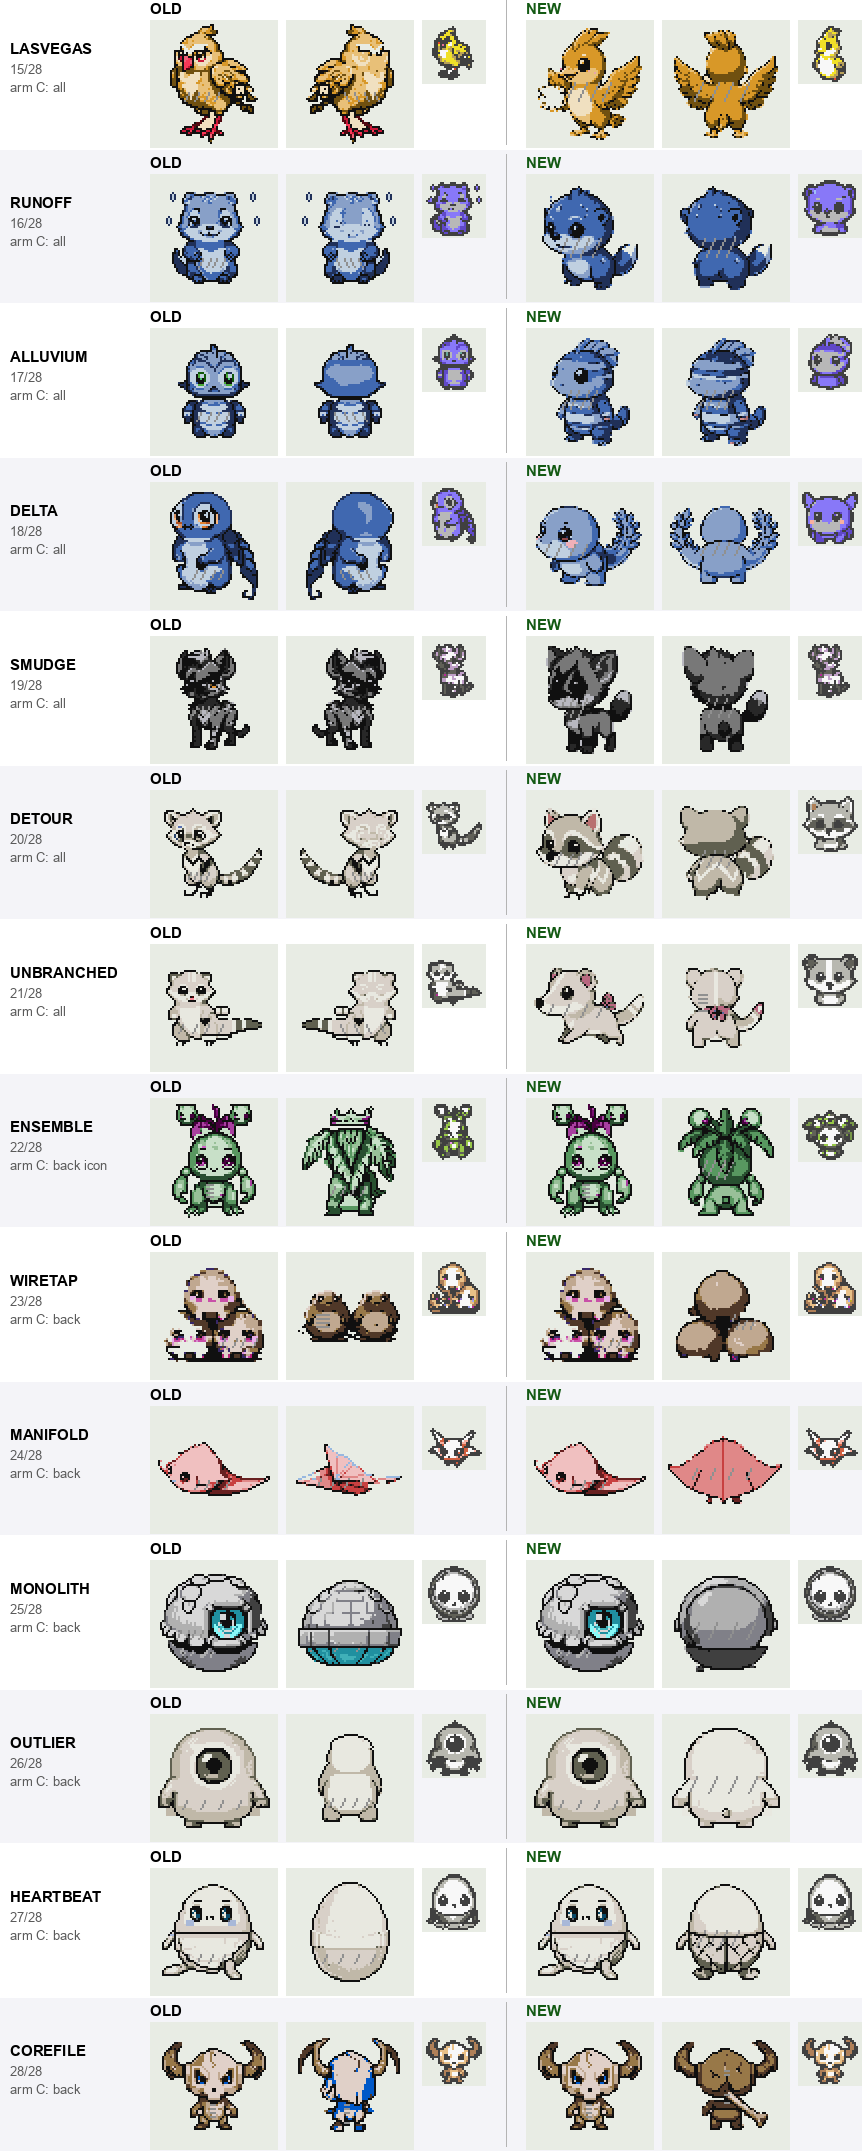 OLD
NEW
LASVEGAS
15/28
arm C: all
OLD
NEW
RUNOFF
16/28
arm C: all
OLD
NEW
ALLUVIUM
17/28
arm C: all
OLD
NEW
DELTA
18/28
arm C: all
OLD
NEW
SMUDGE
19/28
arm C: all
OLD
NEW
DETOUR
20/28
arm C: all
OLD
NEW
UNBRANCHED
21/28
arm C: all
OLD
NEW
ENSEMBLE
22/28
arm C: back icon
OLD
NEW
WIRETAP
23/28
arm C: back
OLD
NEW
MANIFOLD
24/28
arm C: back
OLD
NEW
MONOLITH
25/28
arm C: back
OLD
NEW
OUTLIER
26/28
arm C: back
OLD
NEW
HEARTBEAT
27/28
arm C: back
OLD
NEW
COREFILE
28/28
arm C: back